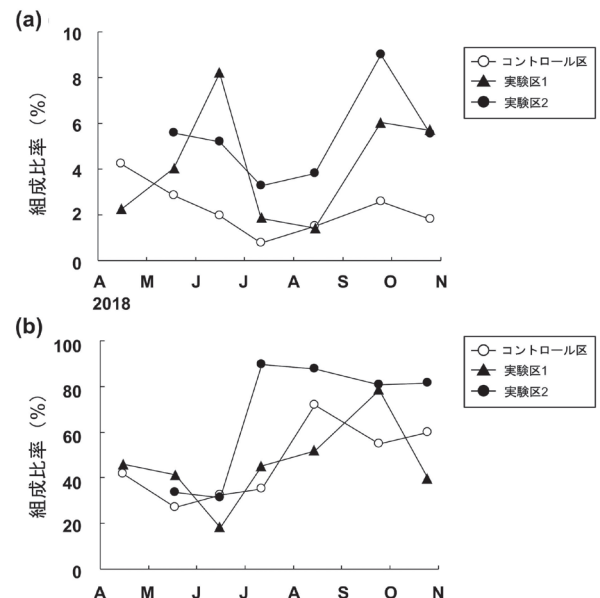 (a)
10
8
6
4
2
0
組成比率（%）
A M J J A S O N
2018
コントロール区
実験区1
実験区2
(b)
100
80
60
40
20
0
組成比率（%）
A M J J A S O N
コントロール区
実験区1
実験区2